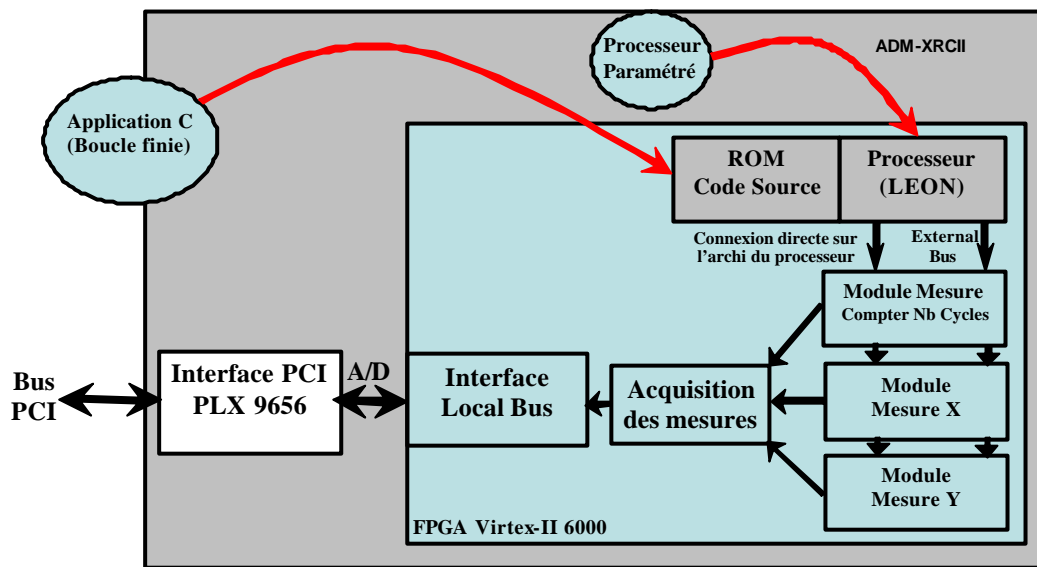 Processeur
Paramétré
ADM-XRCII
Application C
(Boucle finie)
ROM
Code Source
Processeur
(LEON)
Connexion directe sur
l'archi du processeur
External
Bus
Module Mesure
Compter Nb Cycles
Bus
PCI
Interface PCI
PLX 9656
A/D
Interface
Local Bus
Acquisition
des mesures
Module
Mesure X
Module
Mesure Y
FPGA Virtex-II 6000